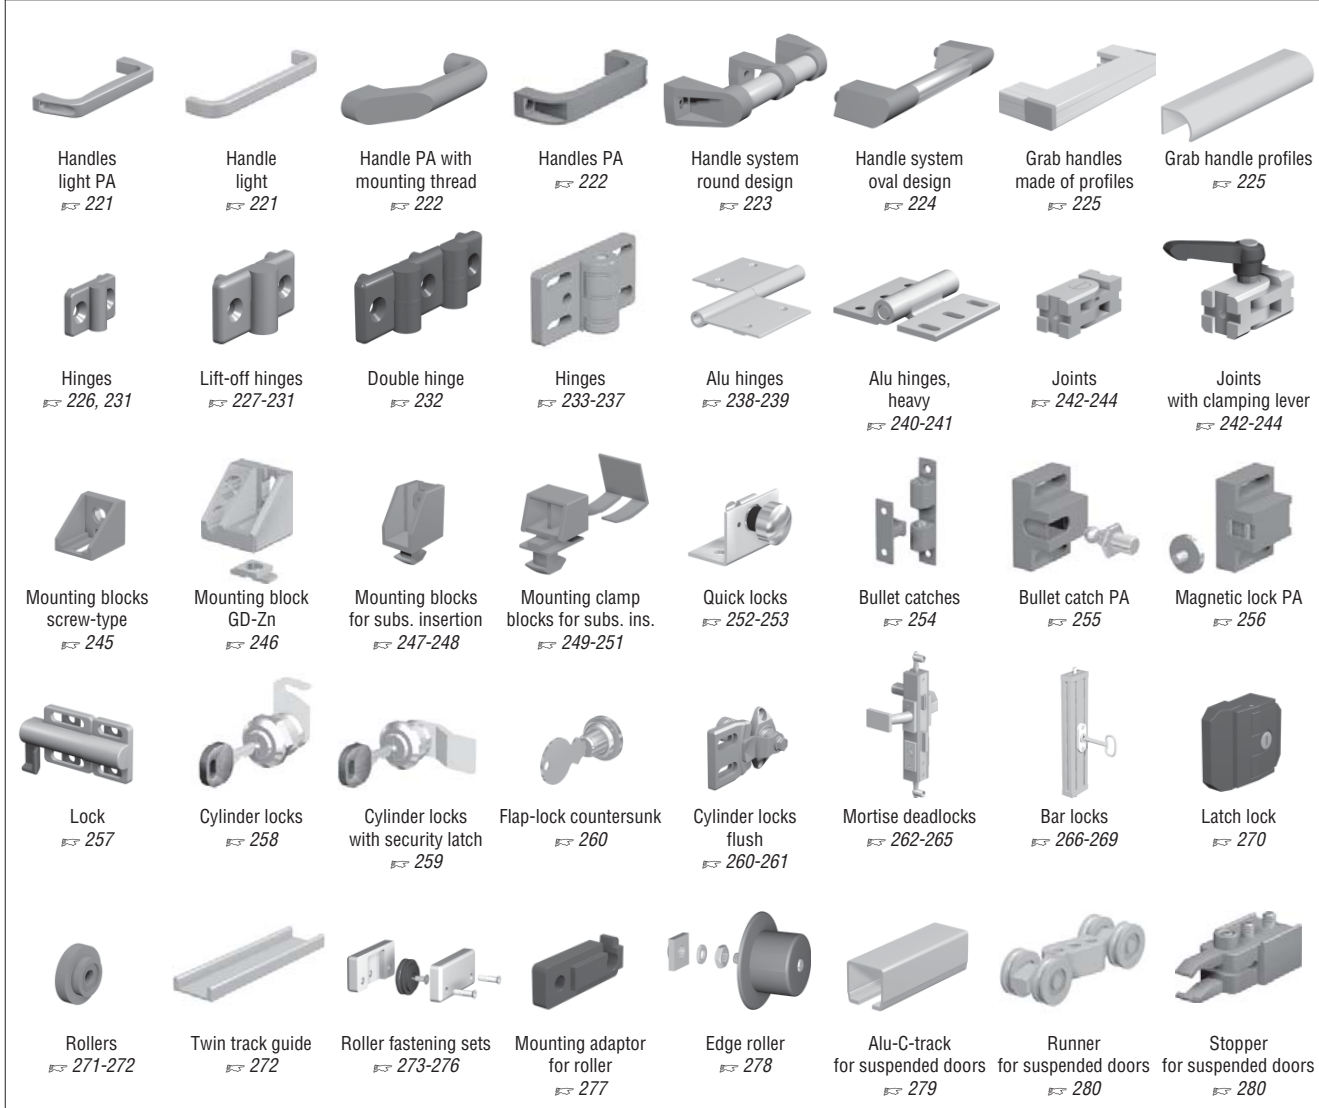 Handles
light PA
221
Handle
light
221
Handle PA with
mounting thread
222
Handles PA
222
Handle system
round design
223
Handle system
oval design
224
Grab handles
made of profiles
225
Grab handle profiles
225
Hinges
226, 231
Lift-off hinges
227-231
Double hinge
232
Hinges
233-237
Alu hinges
238-239
Alu hinges,
heavy
240-241
Joints
242-244
Joints
with clamping lever
242-244
Mounting blocks
screw-type
245
Mounting block
GD-Zn
246
Mounting blocks
for subs. insertion
247-248
Mounting clamp
blocks for subs. ins.
249-251
Quick locks
252-253
Bullet catches
254
Bullet catch PA
255
Magnetic lock PA
256
Lock
257
Cylinder locks
258
Cylinder locks
with security latch
259
Flap-lock countersunk
260
Cylinder locks
flush
260-261
Mortise deadlocks
262-265
Bar locks
266-269
Latch lock
270
Rollers
271-272
Twin track guide
272
Roller fastening sets
273-276
Mounting adaptor
for roller
277
Edge roller
278
Alu-C-track
for suspended doors
279
Runner
for suspended doors
280
Stopper
for suspended doors
280